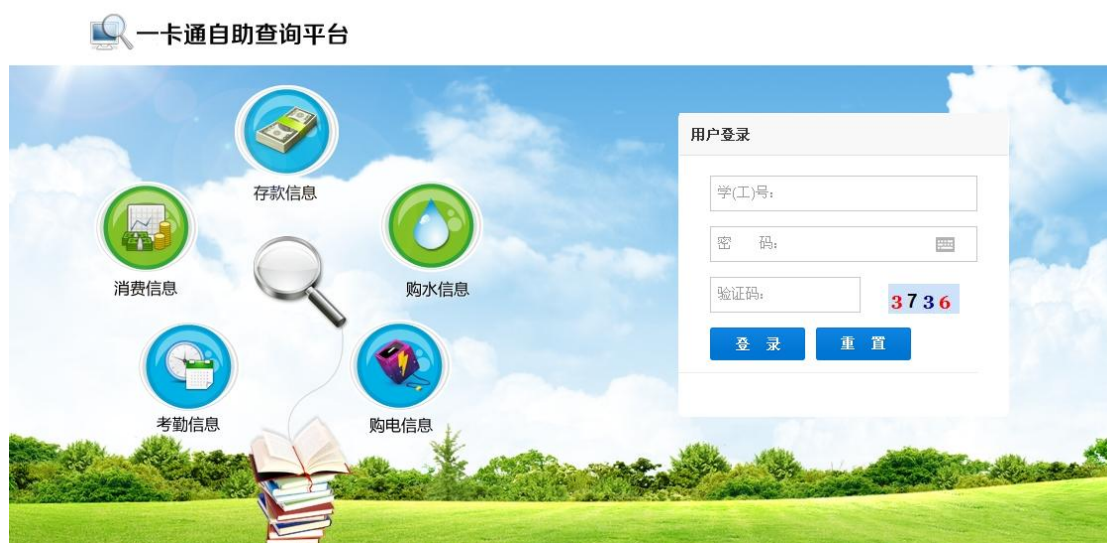 一卡通自助查询平台
存款信息
消费信息
购水信息
考勤信息
购电信息
用户登录
学(工)号：
密 码：
验证码：
3736
登 录
重 置